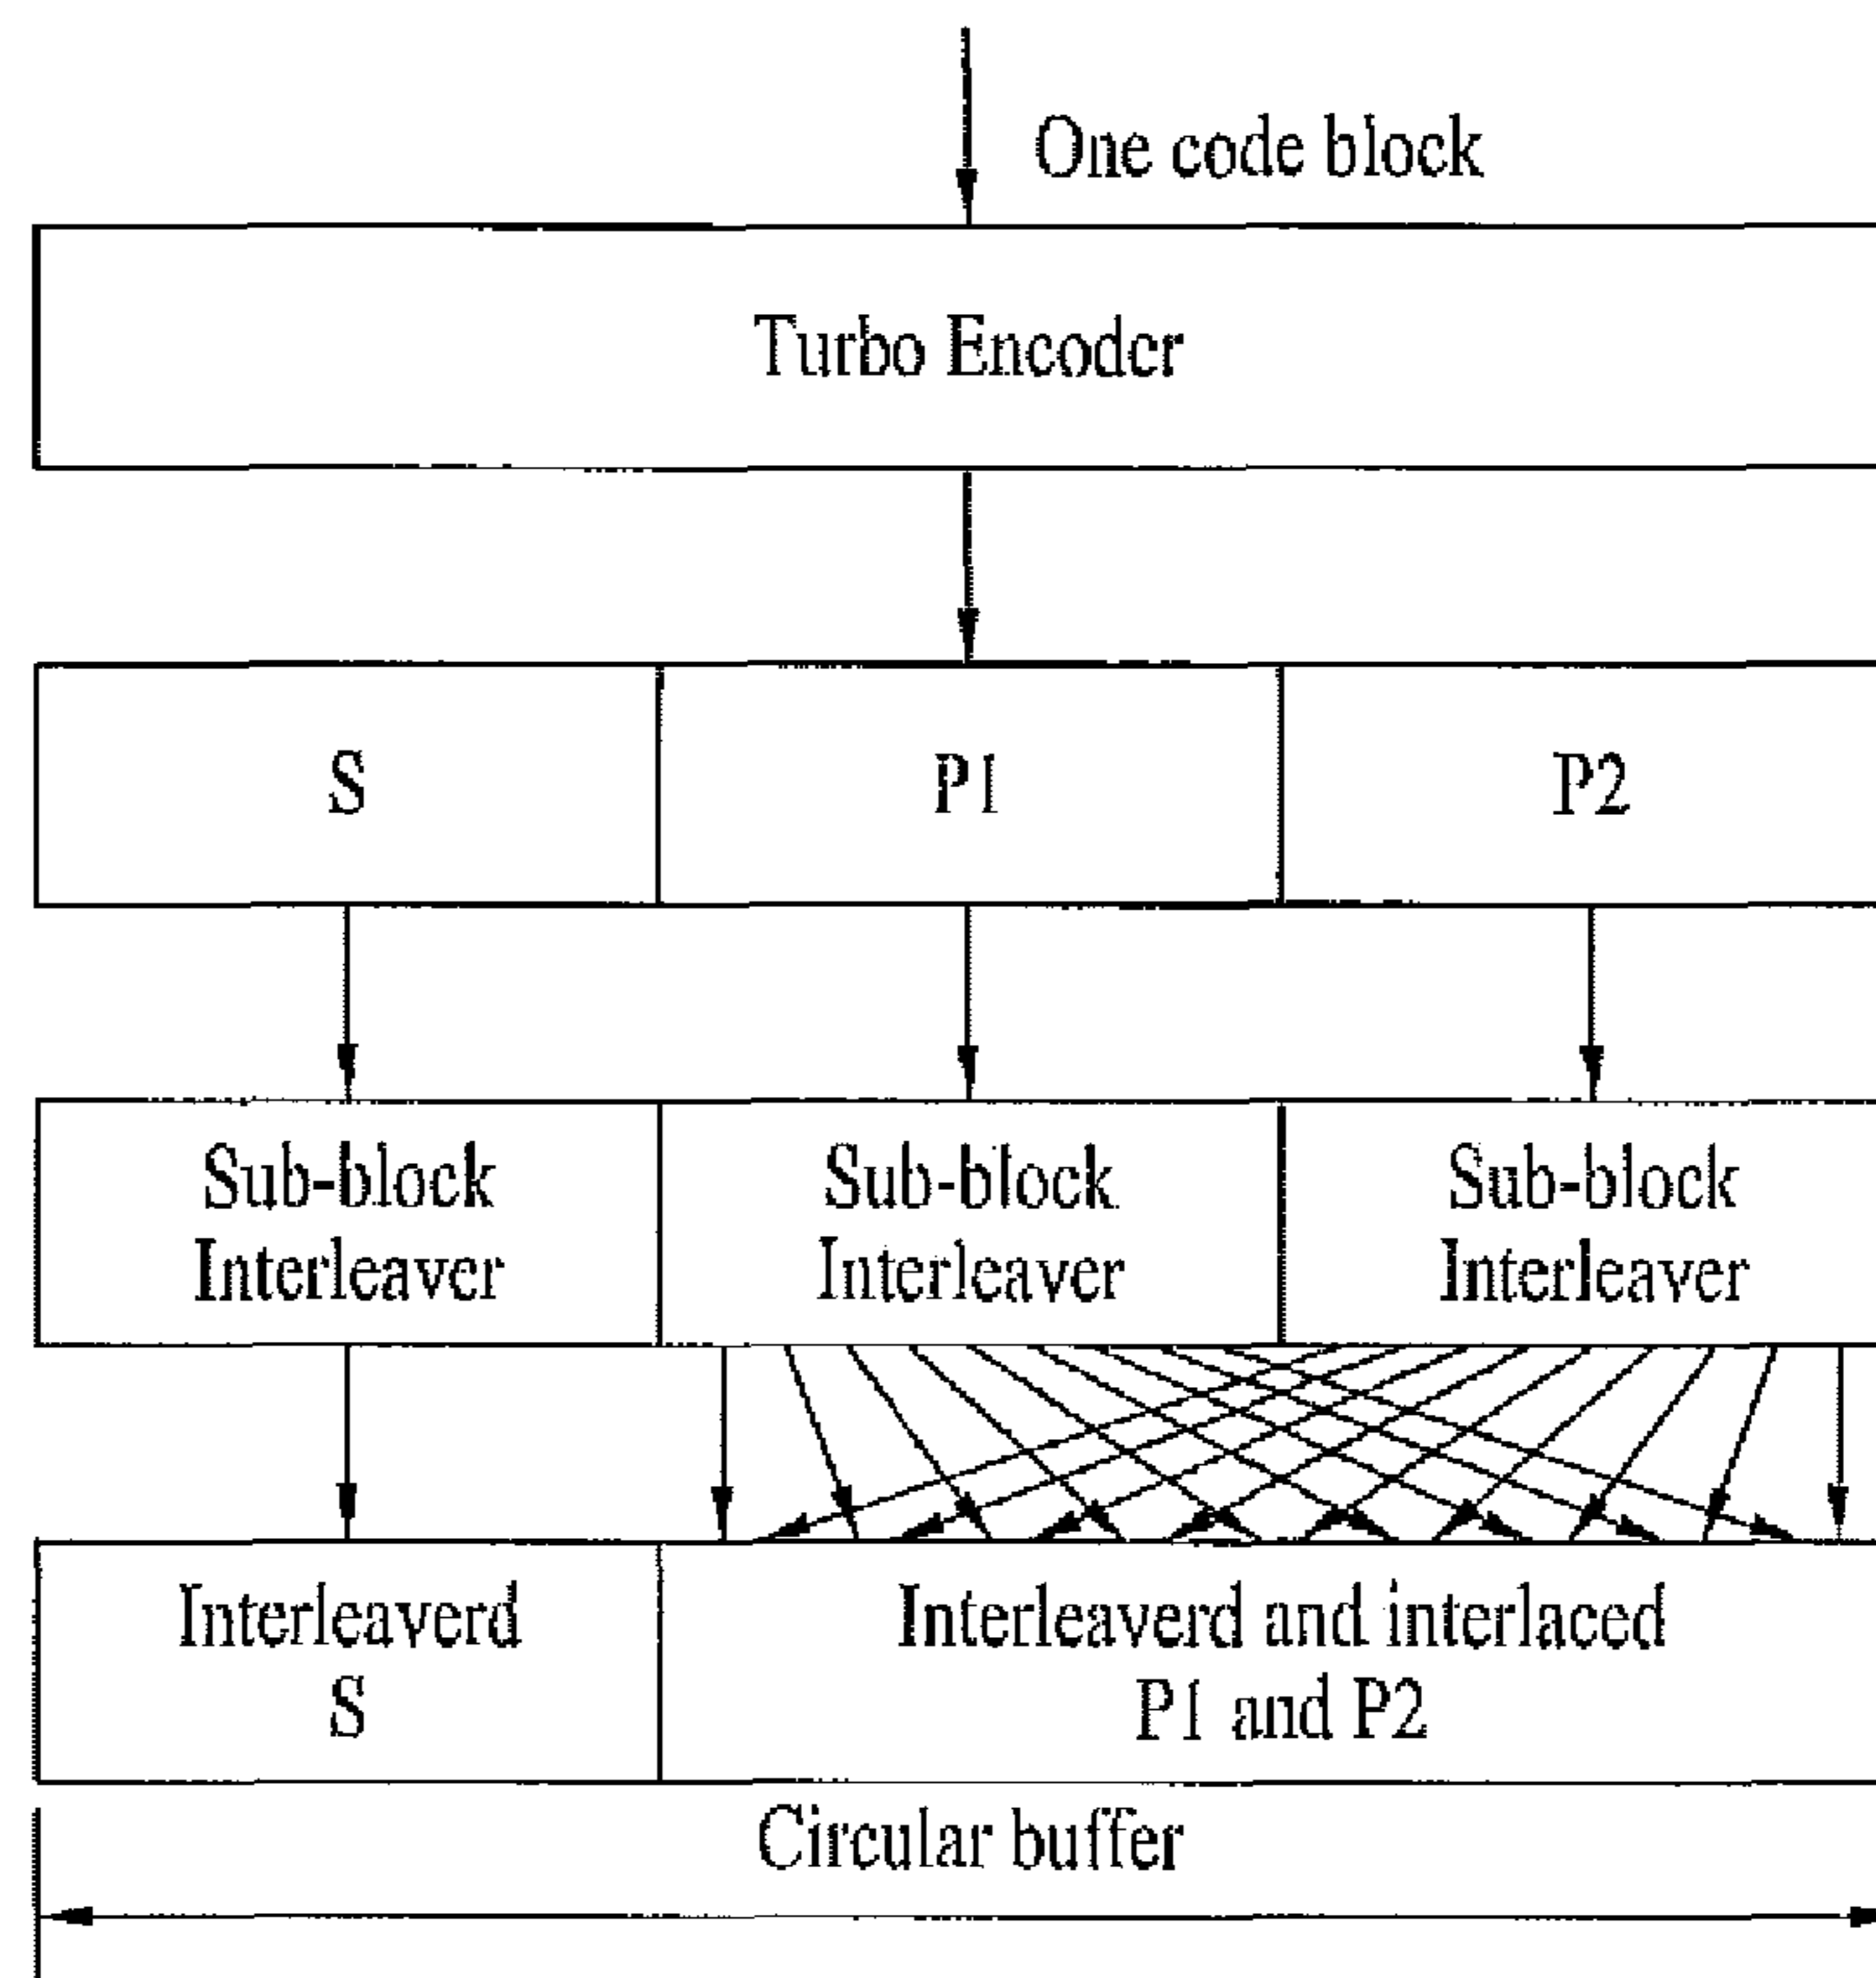 One code block
Turbo Encoder
S
P1
P2
Sub-block
Interleaver
Sub-block
Interleaver
Sub-block
Interleaver
Interleaverd
S
Interleaverd and interlaced
P1 and P2
Circular buffer